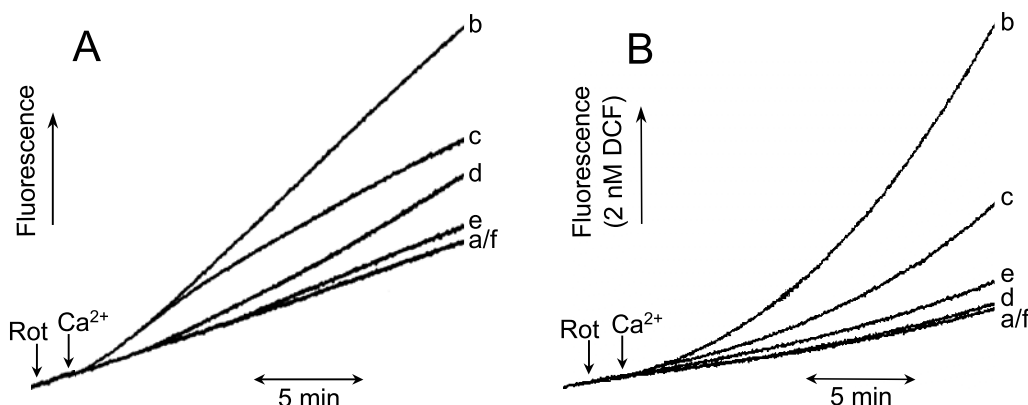 A
Fluorescence
Rot
Ca²⁺
b
c
d
e
a/f
5 min
B
Fluorescence
(2 nM DCF)
Rot
Ca²⁺
b
c
e
d
a/f
5 min